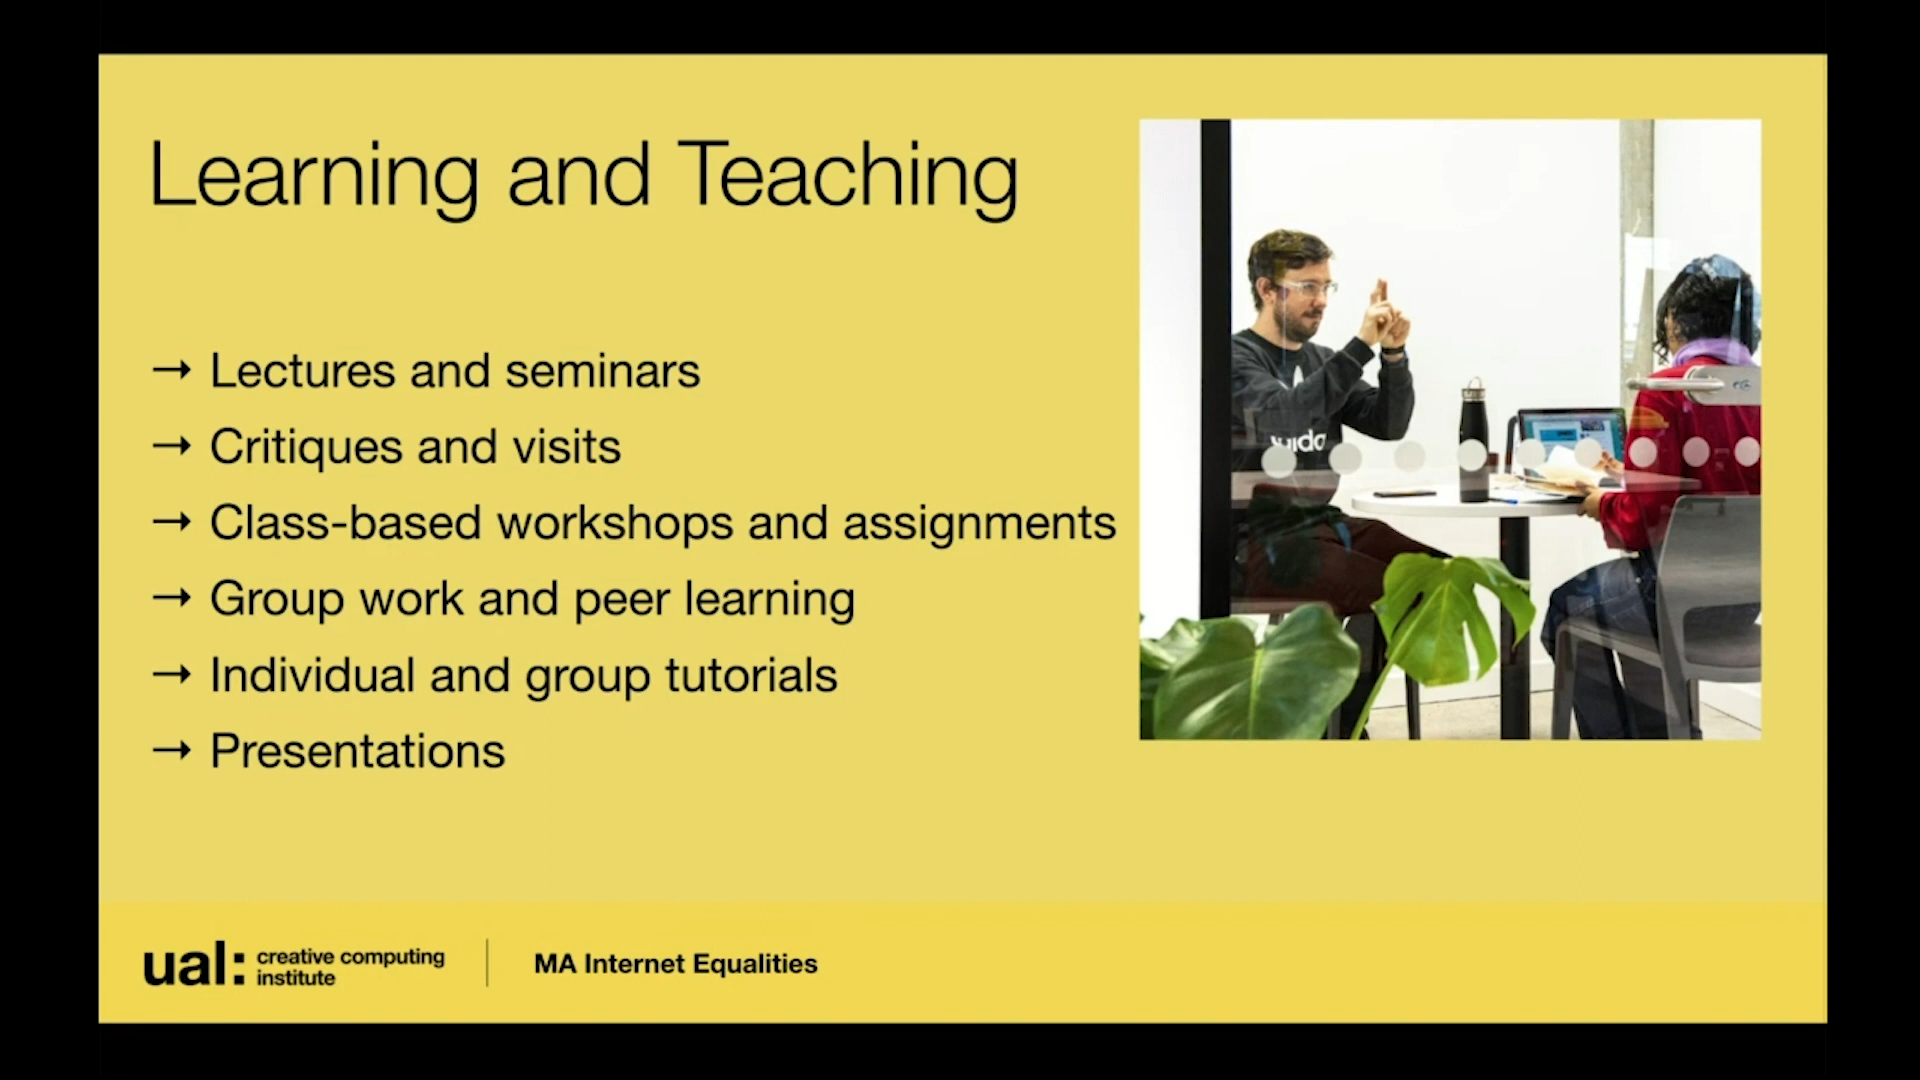 Learning and Teaching
→ Lectures and seminars
→ Critiques and visits
→ Class-based workshops and assignments
→ Group work and peer learning
→ Individual and group tutorials
→ Presentations
ual: creative computing
institute
MA Internet Equalities